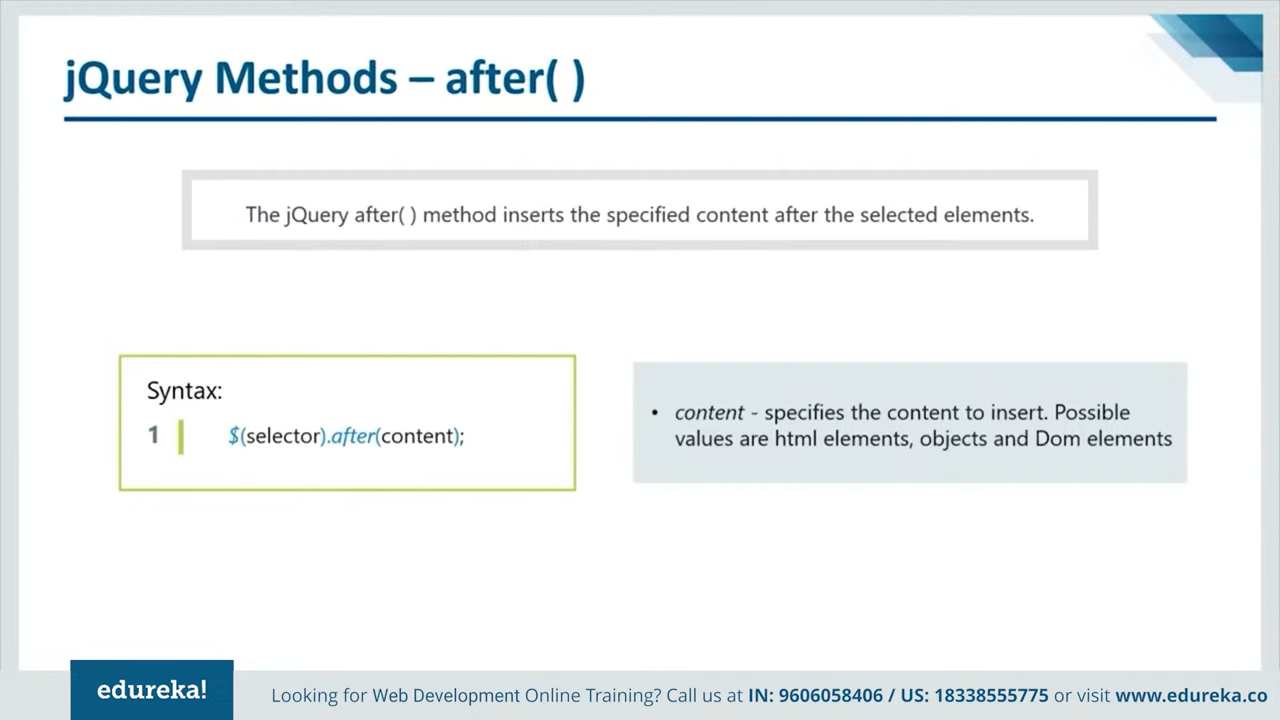 jQuery Methods – after( )
The jQuery after( ) method inserts the specified content after the selected elements.
Syntax:
1 $(selector).after(content);
• content - specifies the content to insert. Possible
values are html elements, objects and Dom elements
edureka!
Looking for Web Development Online Training? Call us at IN: 9606058406 / US: 18338555775 or visit www.edureka.co